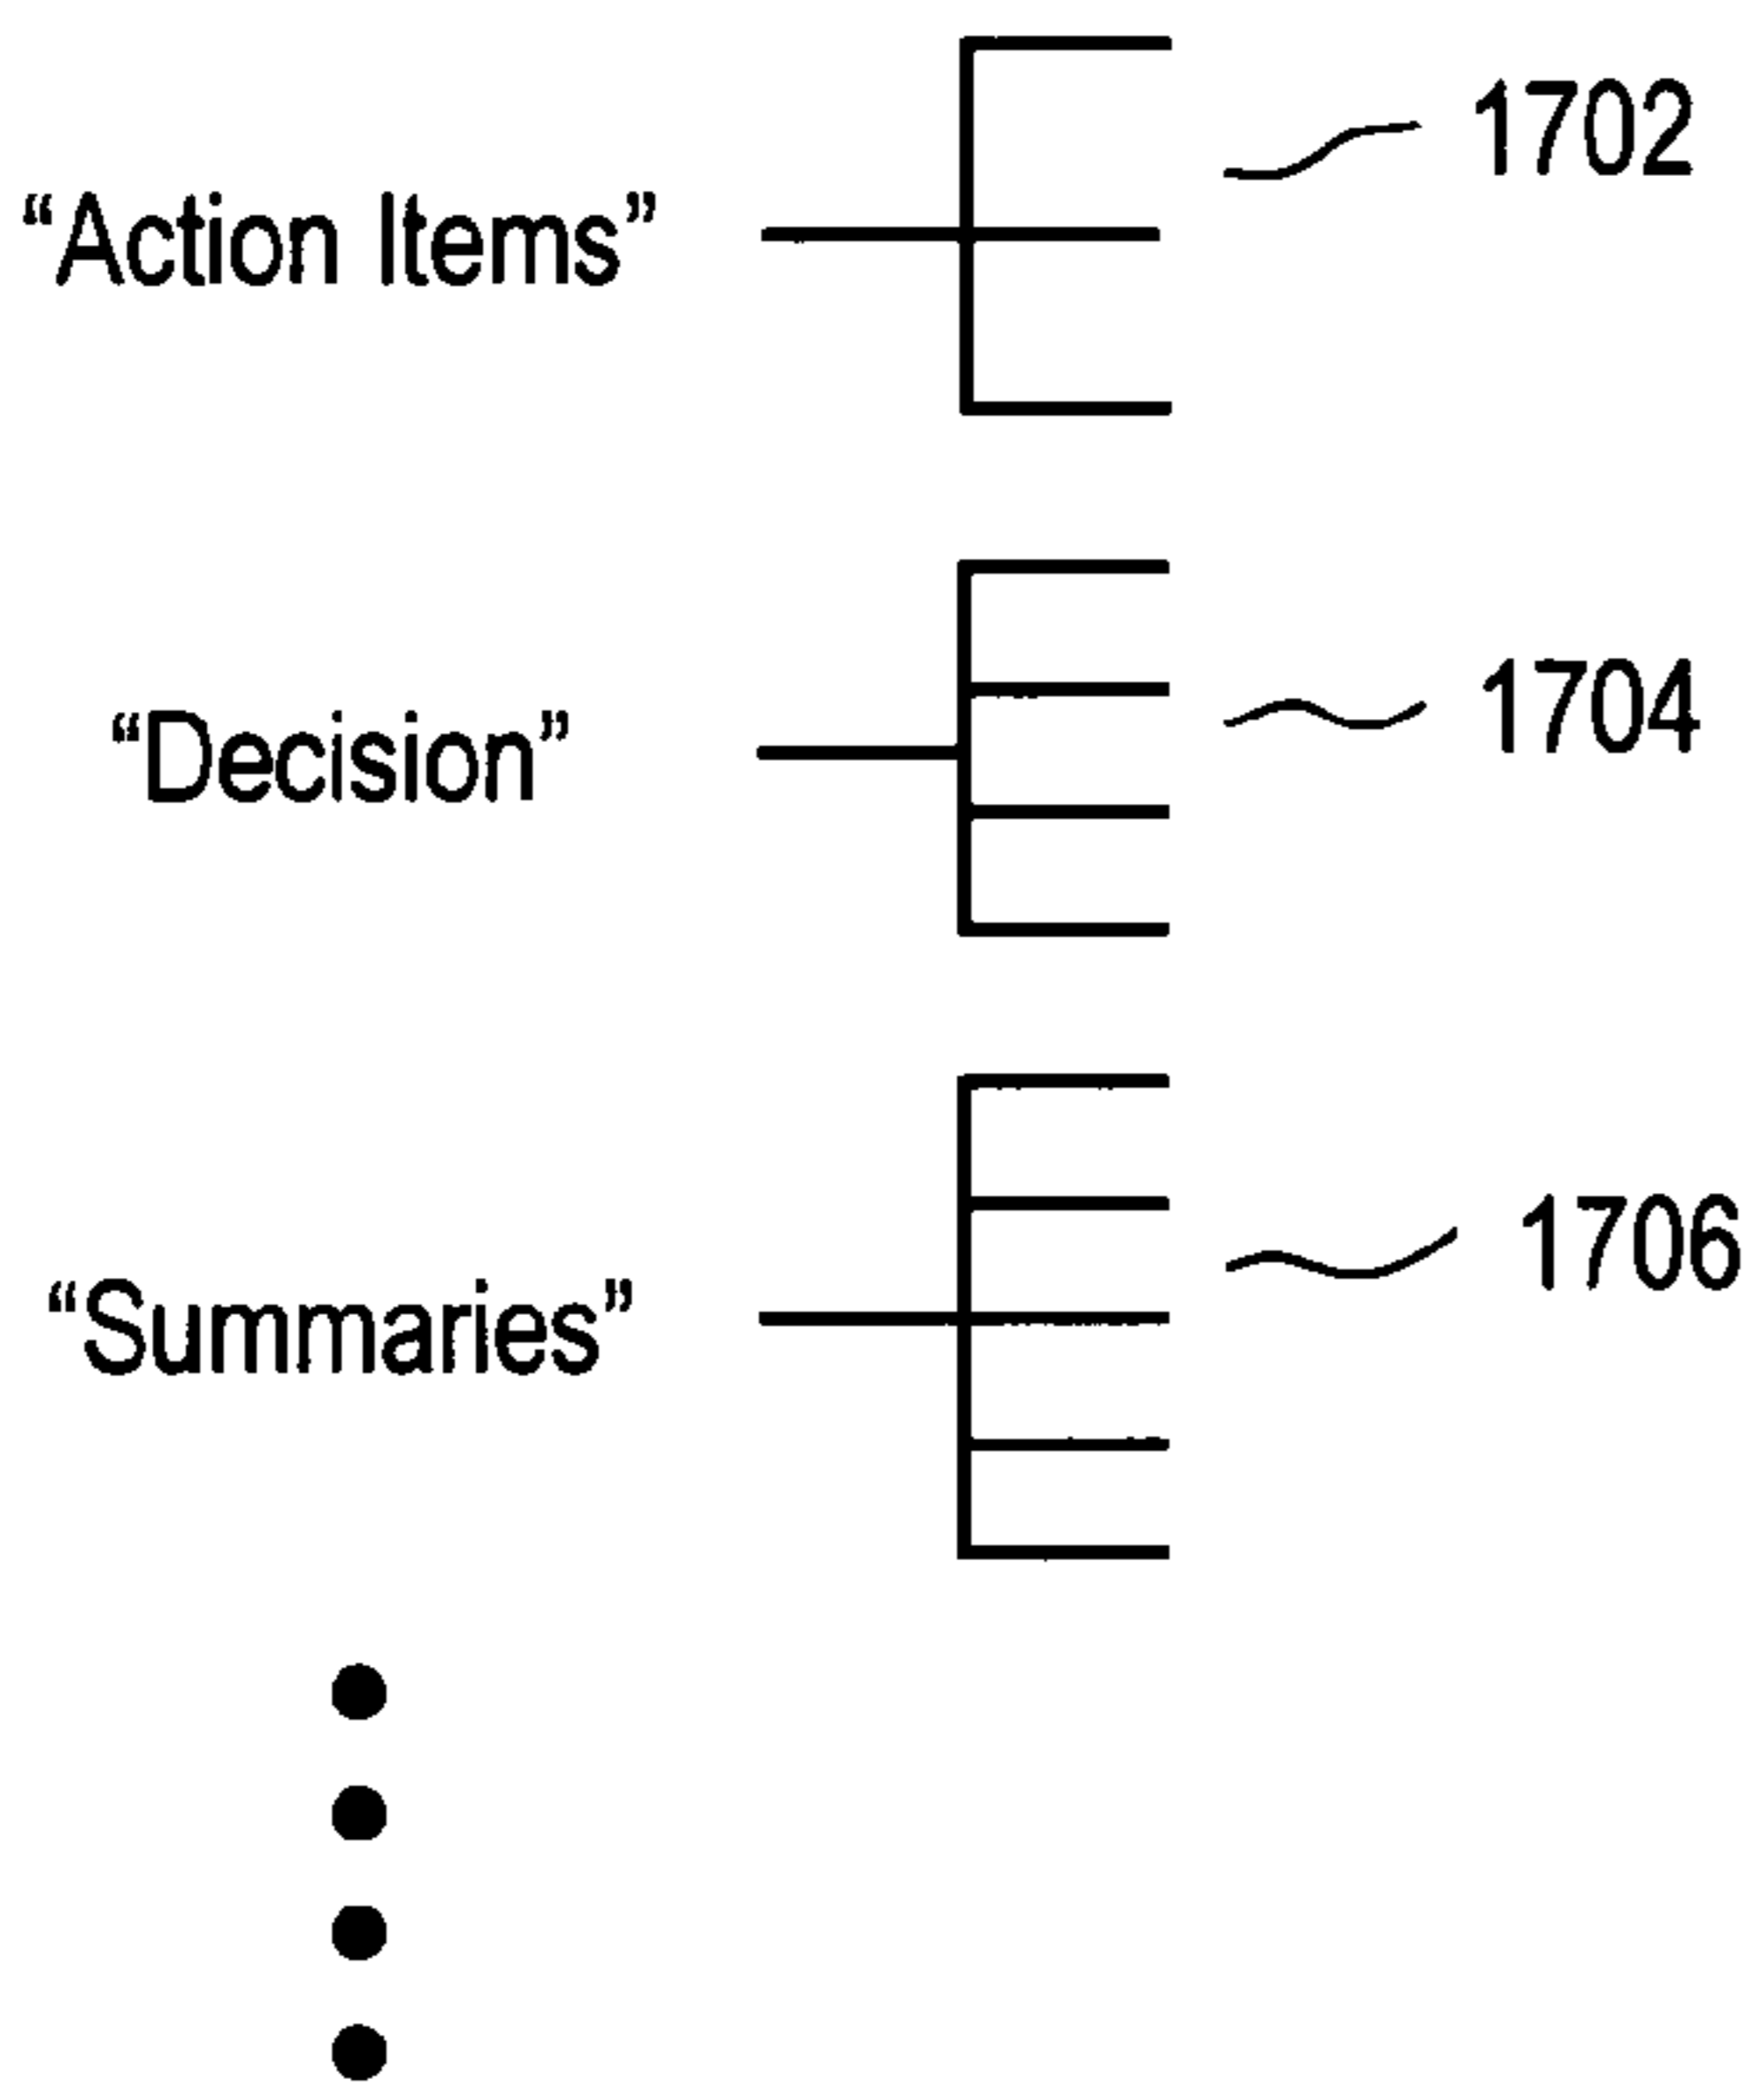 1702
“Action Items”
1704
“Decision”
1706
“Summaries”